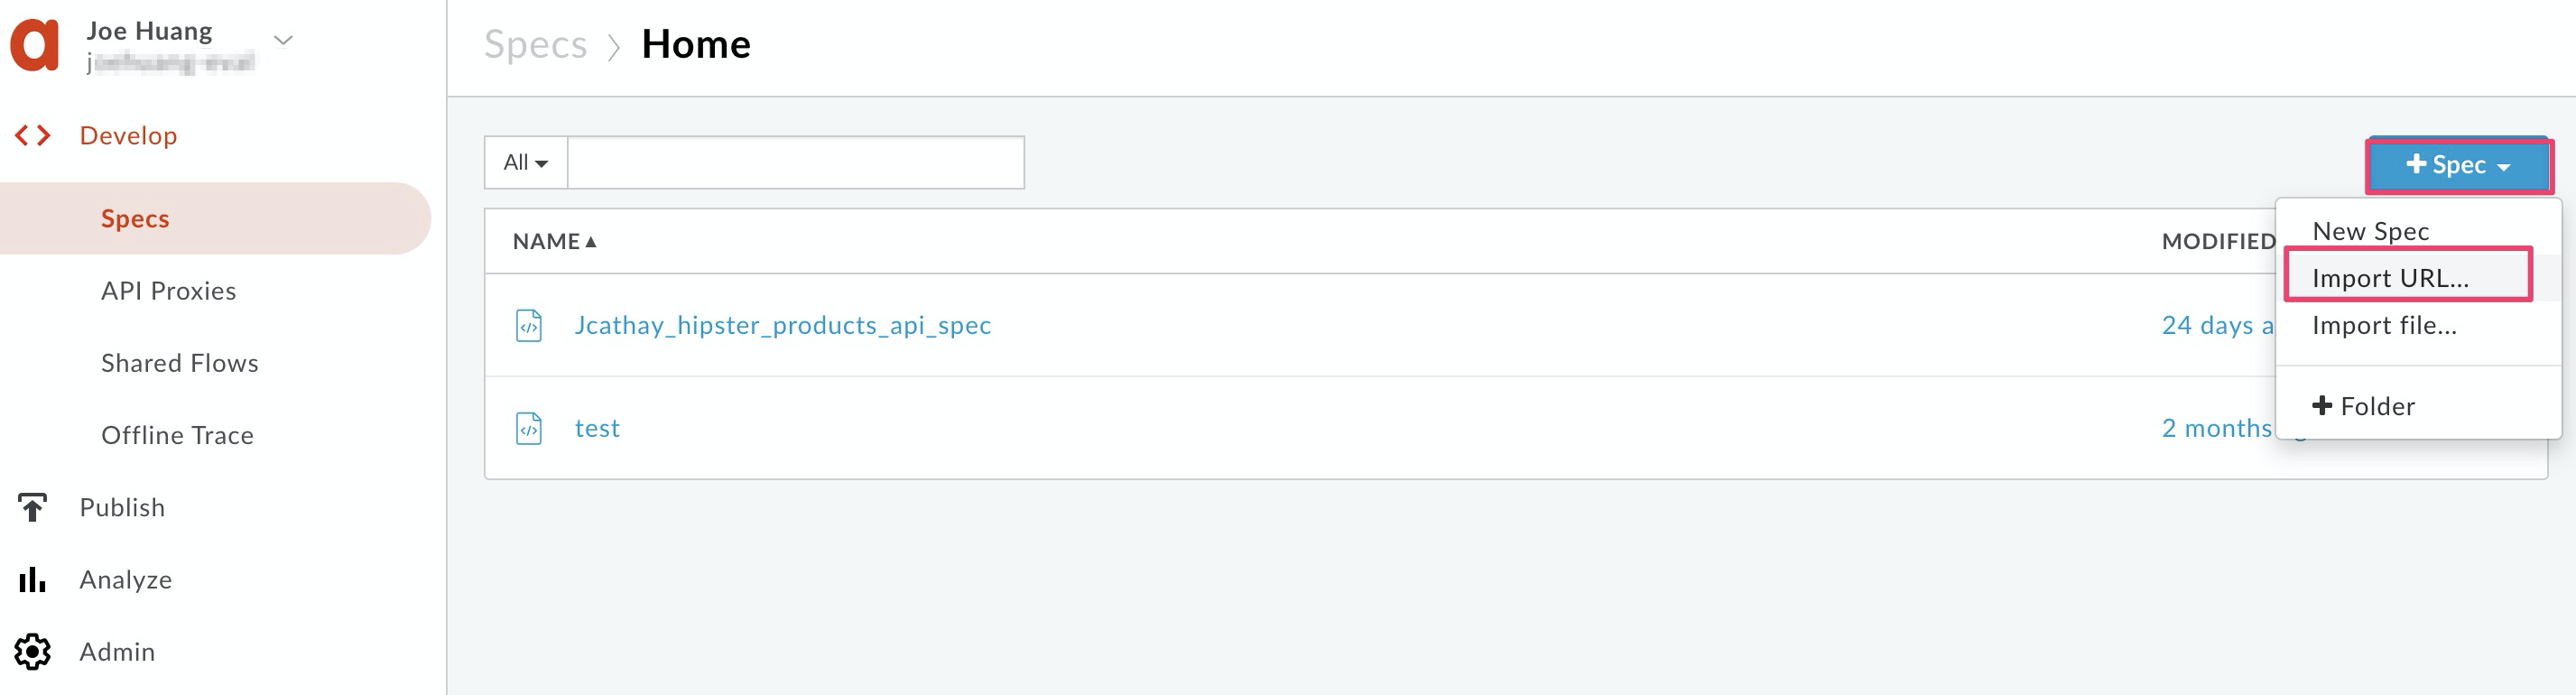 Joe Huang
Develop
Specs
API Proxies
Shared Flows
Offline Trace
Publish
Analyze
Admin
Specs > Home
All
+ Spec
NAME
MODIFIED
Jcathay_hipster_products_api_spec
24 days
test
2 months
New Spec
Import URL...
Import file...
+ Folder